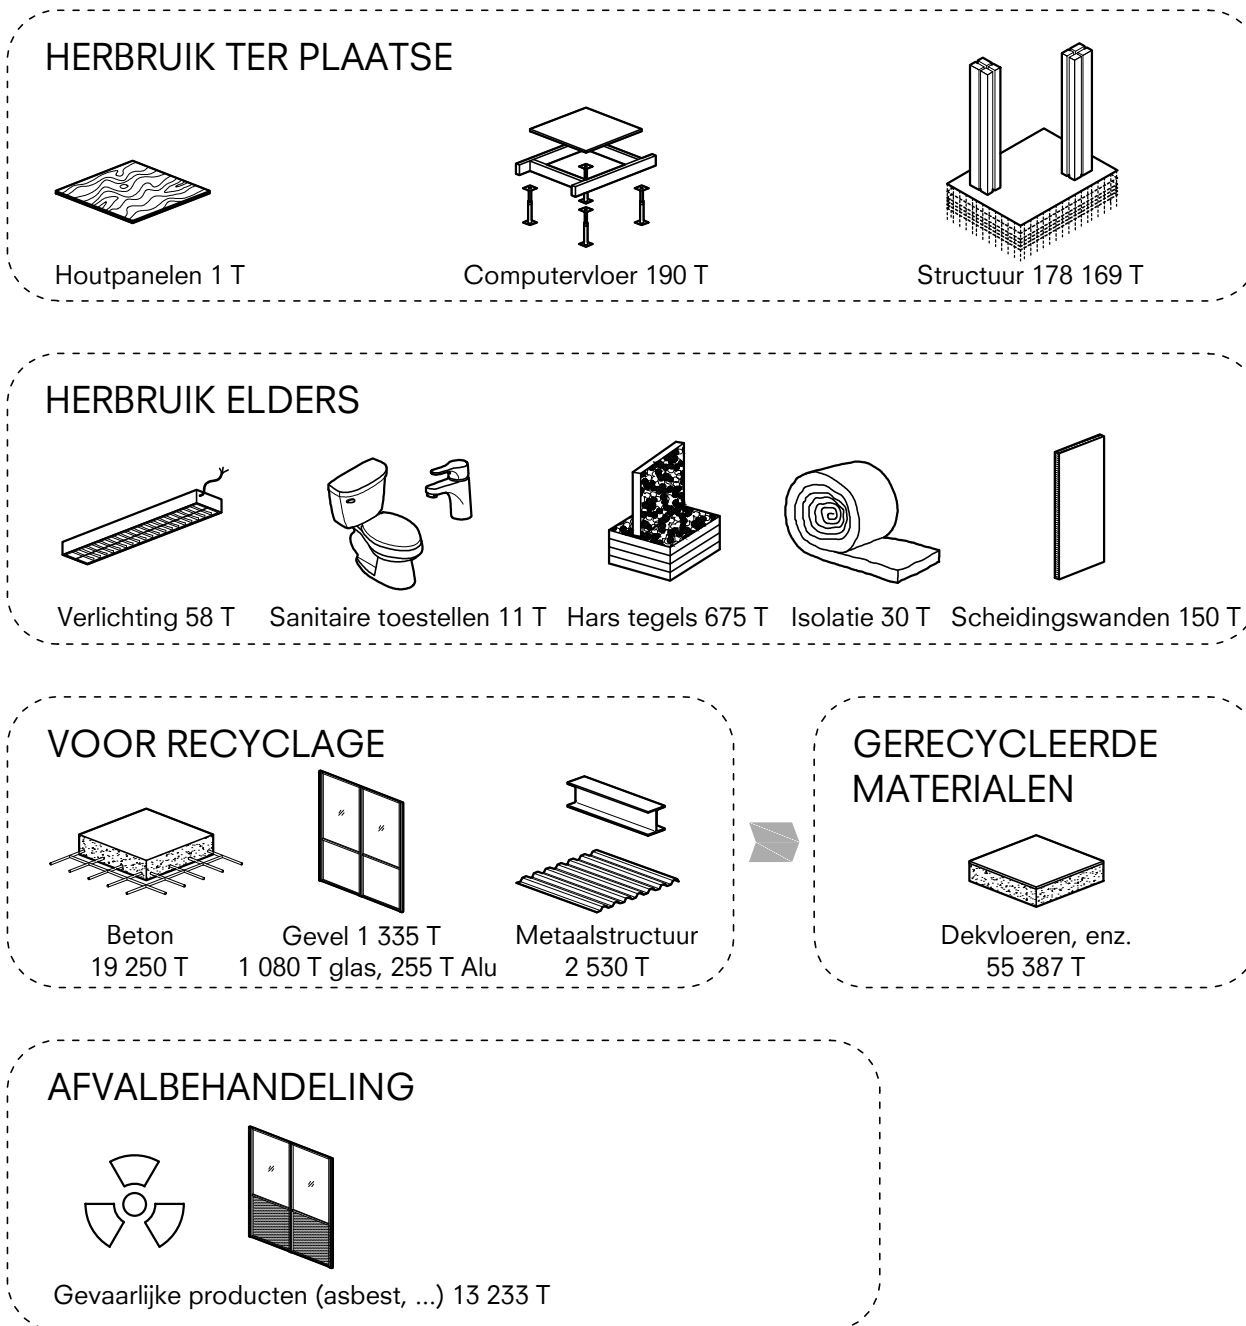 HERBRUIK TER PLAATSE
Houtpanelen 1 T
Computervloer 190 T
Structuur 178 169 T
HERBRUIK ELDERS
Verlichting 58 T
Sanitaire toestellen 11 T
Hars tegels 675 T
Isolatie 30 T
Scheidingswanden 150 T
VOOR RECYCLAGE
Beton
19 250 T
Gevel 1 335 T
1 080 T glas, 255 T Alu
Metaalstructuur
2 530 T
GERECYCLEERDE
MATERIALEN
Dekvloeren, enz.
55 387 T
AFVALBEHANDELING
Gevaarlijke producten (asbest, ...) 13 233 T